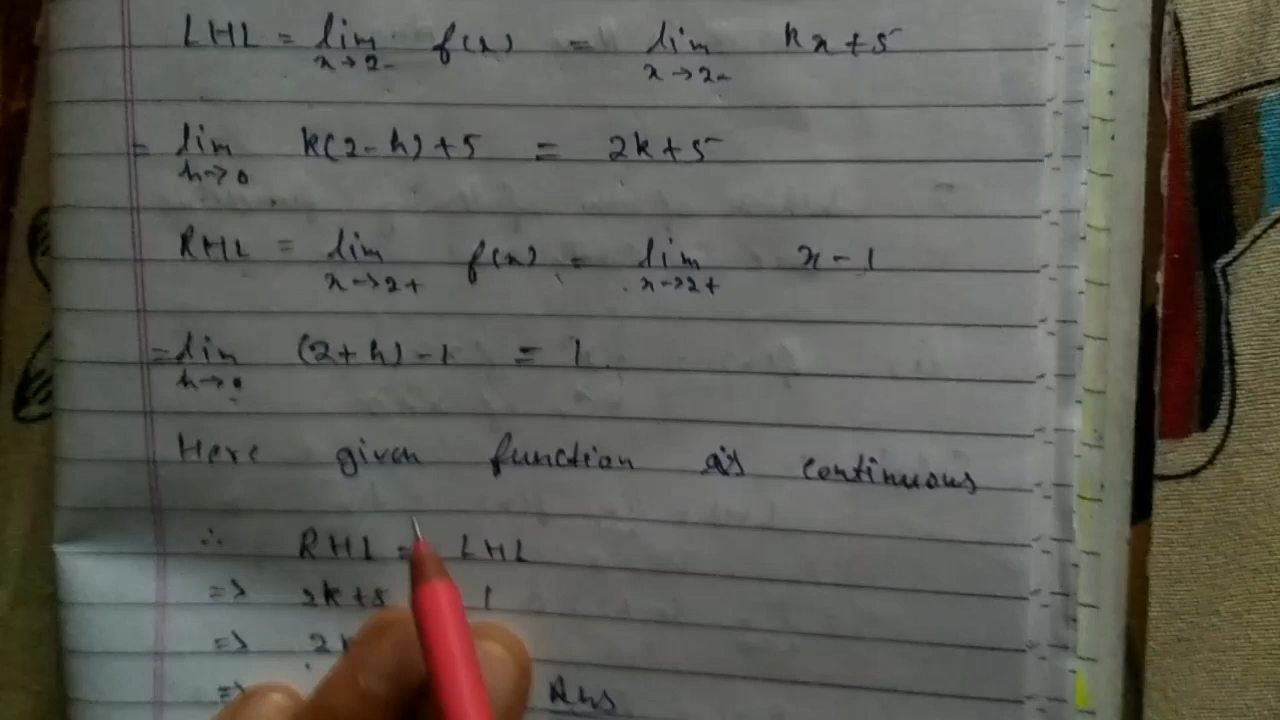 LHL = lim x→2- f(x) = lim x→2- kx+5
= lim h→0 k(2-h)+5 = 2k+5
RHL = lim x→2+ f(x) = lim x→2+ x-1
= lim h→0 (2+h)-1 = 1.
Here given function is continuous
∴ RHL = LHL
=> 2k+5 1
=> 2
=> Ans